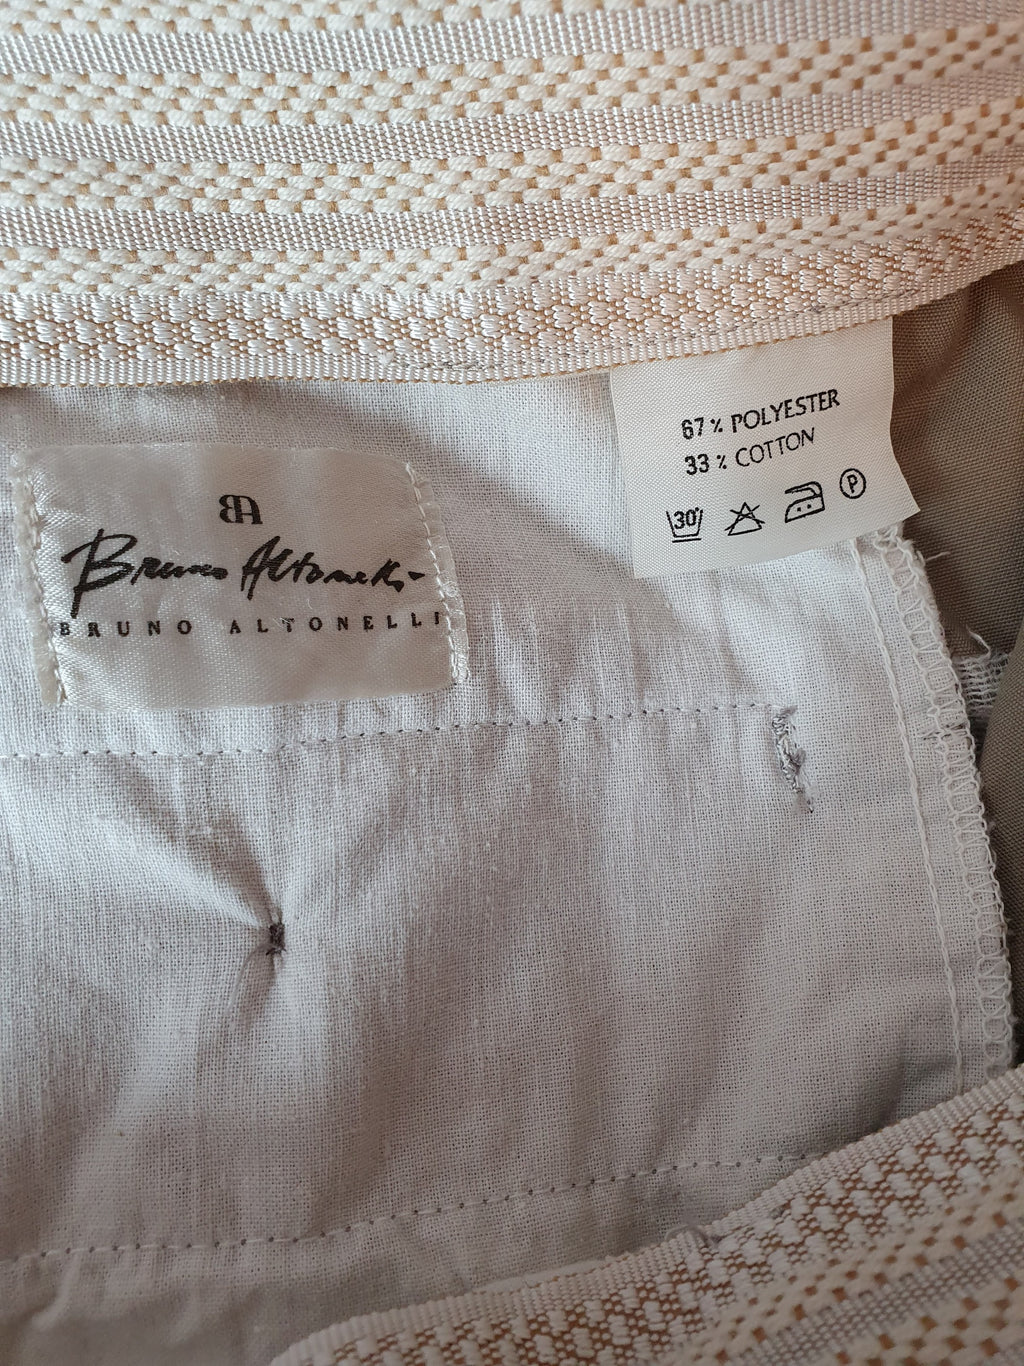 BA
Bruno Altonelli
BRUNO ALTONELLI
67% POLYESTER
33% COTTON
30°
P